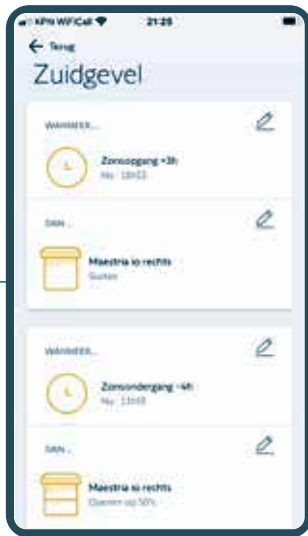 KPN WiFiCall 21:25
Terug
Zuidgevel
WANNEER...
Zonsopgang +3h
DAN...
Maestria io rechts
Sluiten
WANNEER...
Zonsondergang -4h
DAN...
Maestria io rechts
Openen op 50%